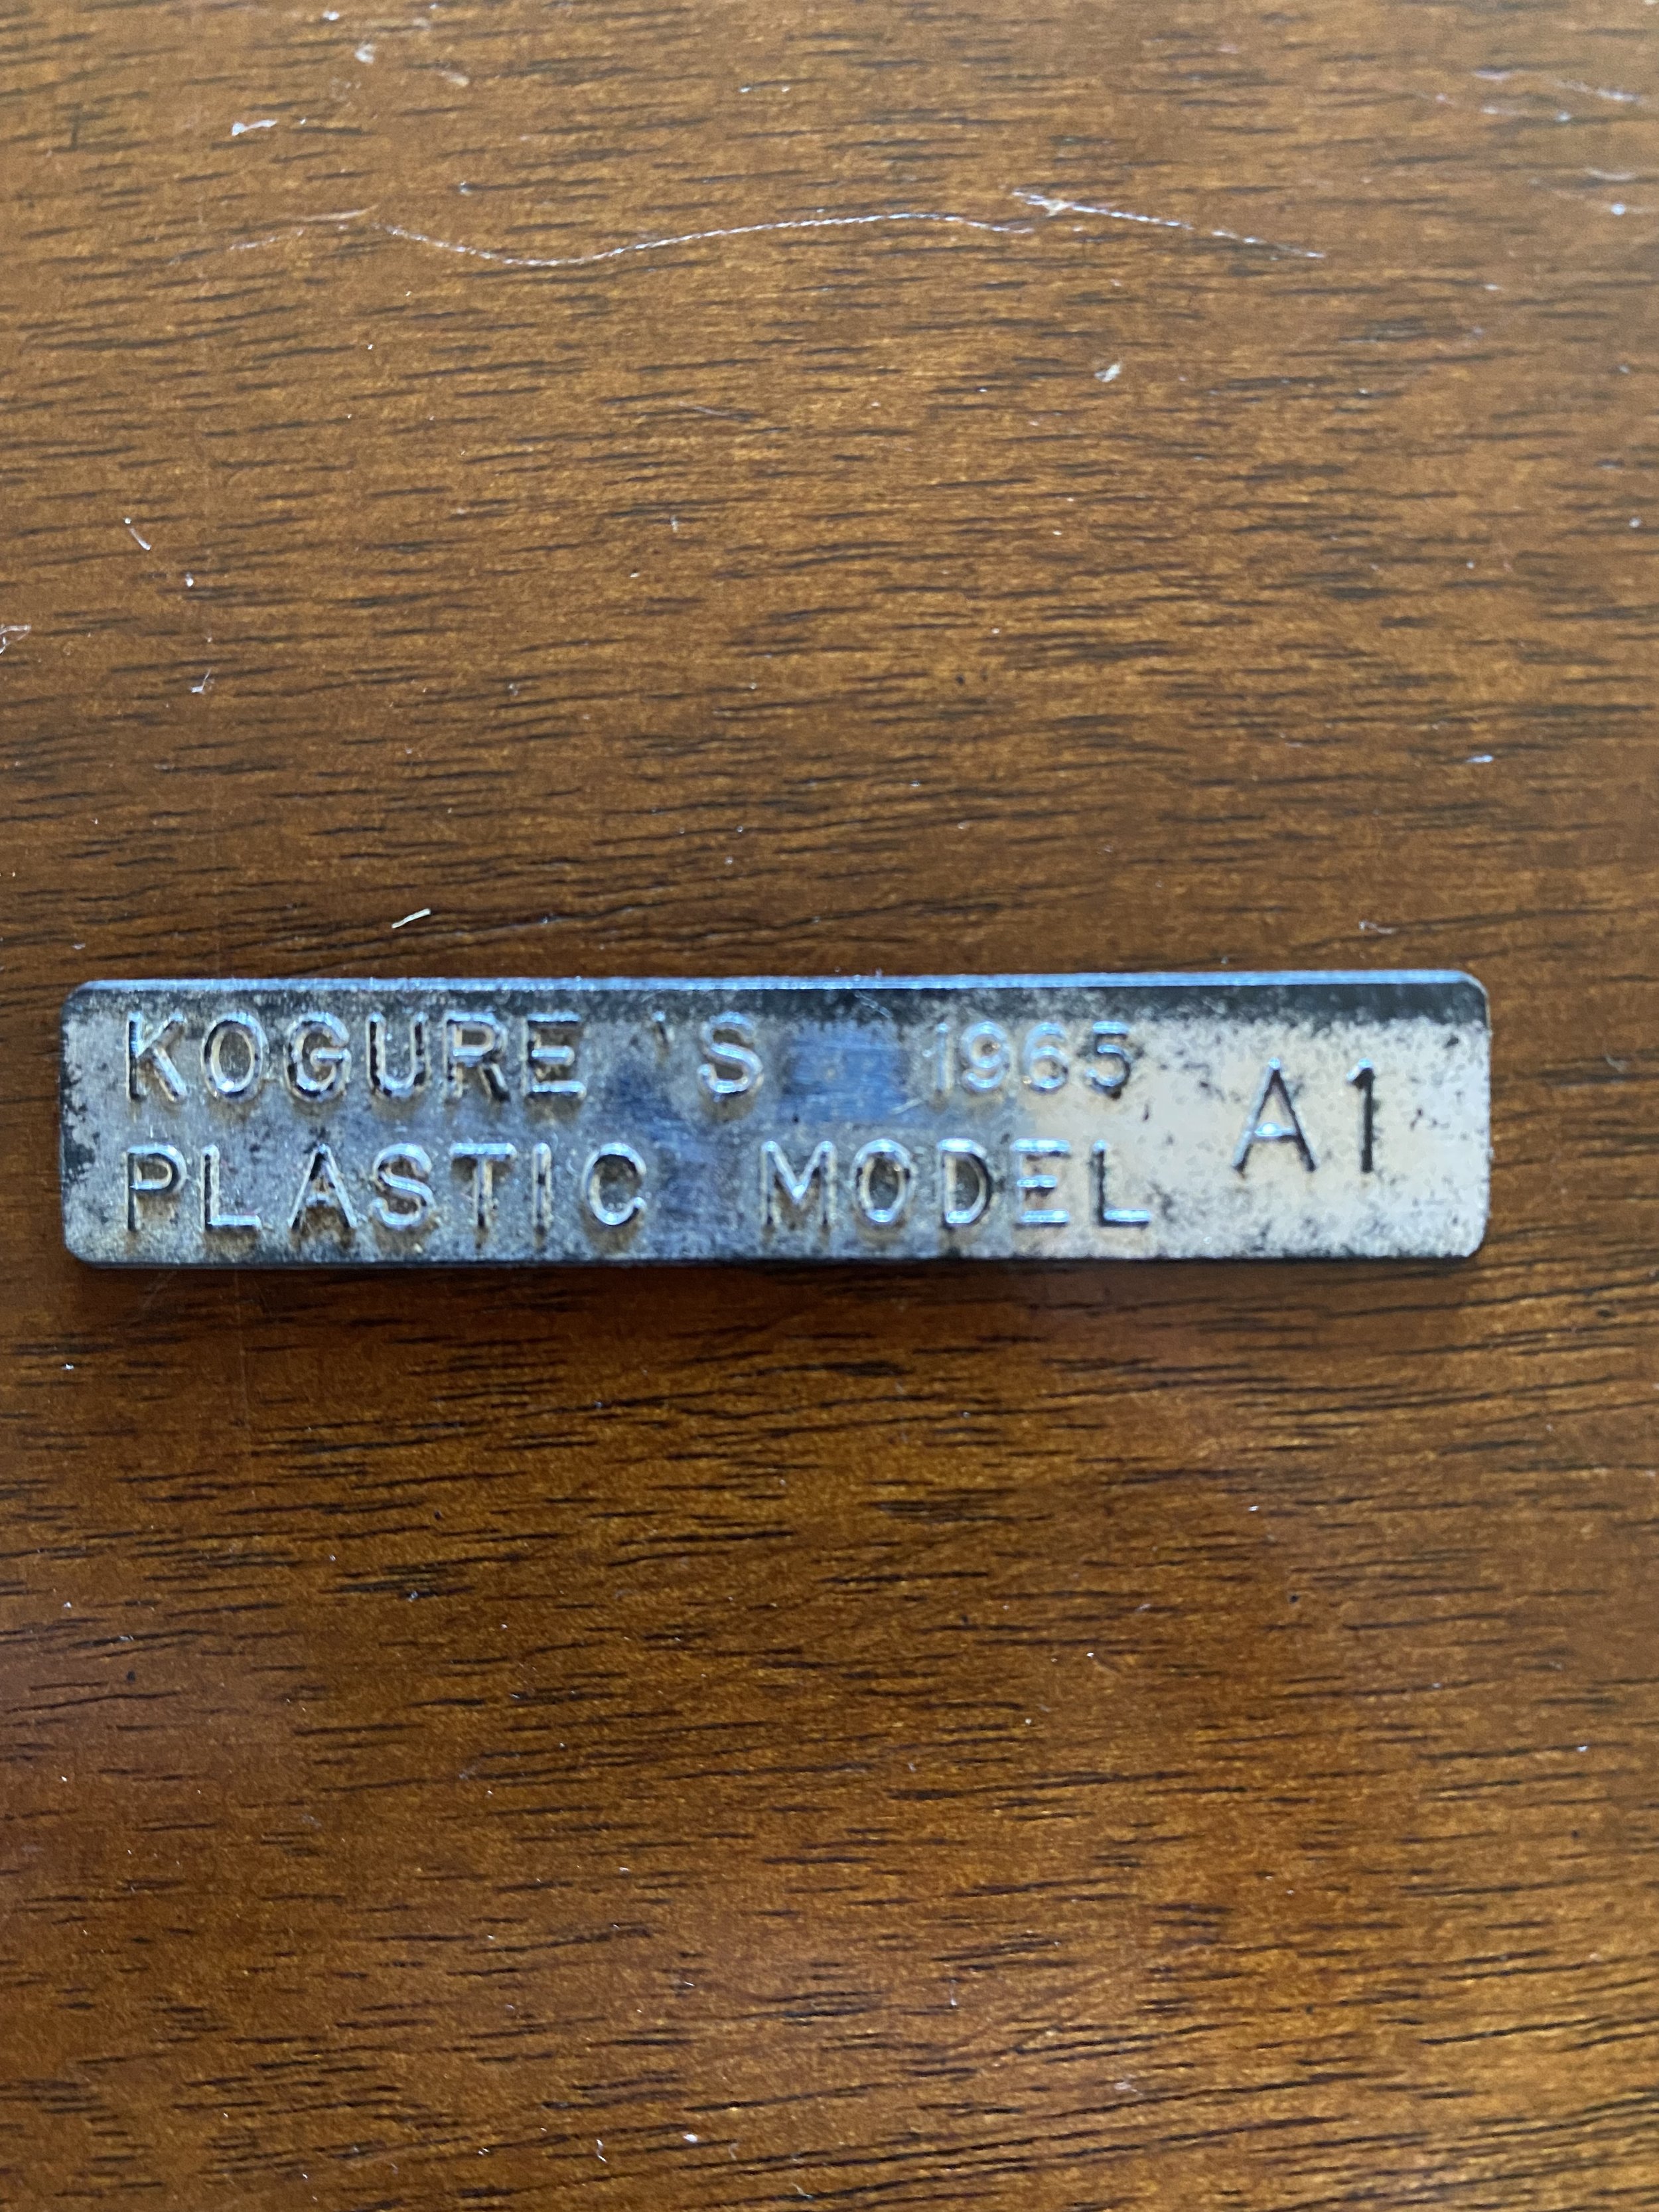 KOGURE 'S 1965
PLASTIC MODEL
A1